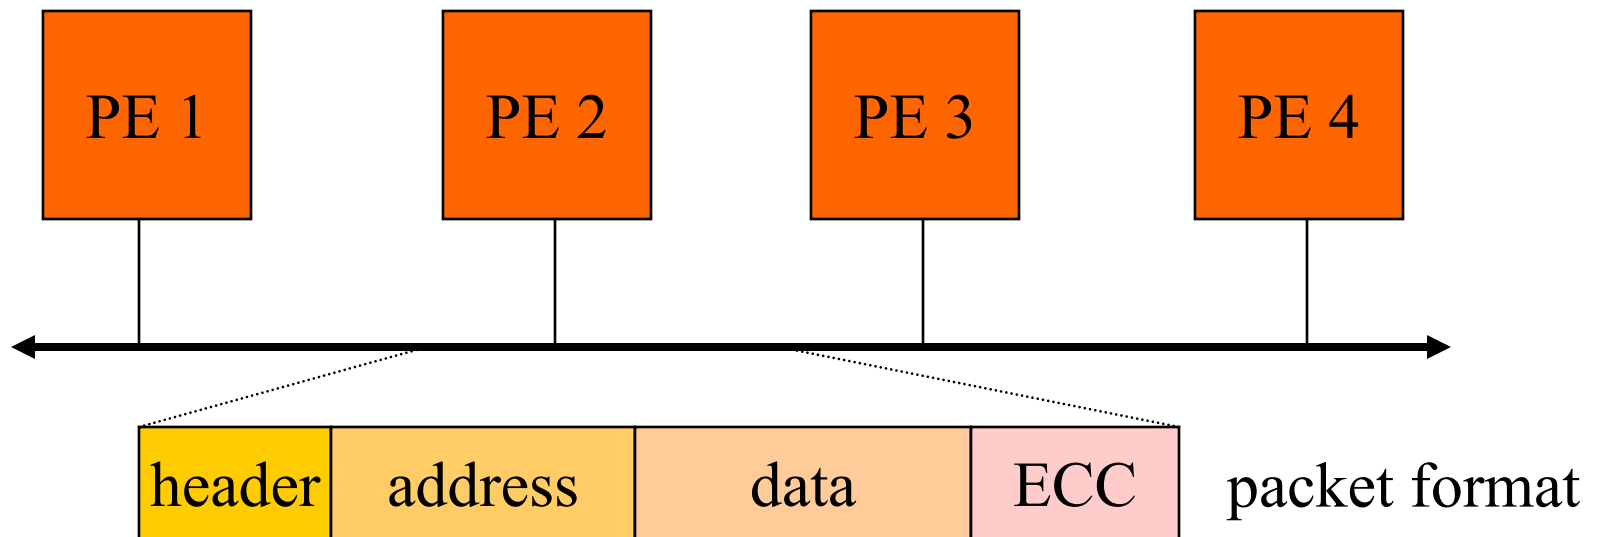 PE 1
PE 2
PE 3
PE 4
header
address
data
ECC
packet format